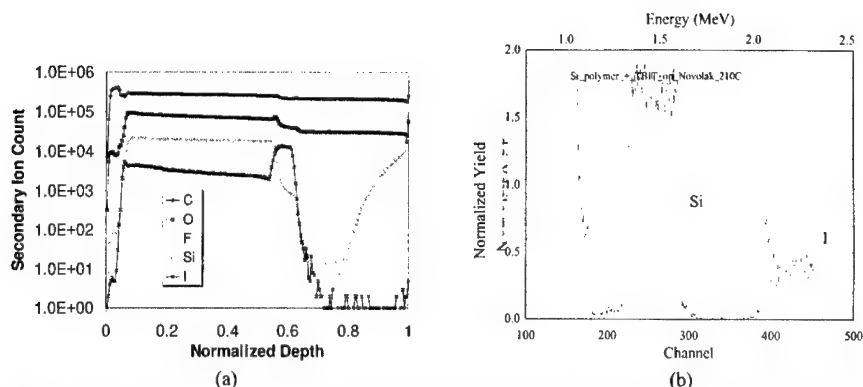 Secondary Ion Count
1.0E+06
1.0E+05
1.0E+04
1.0E+03
1.0E+02
1.0E+01
1.0E+00
C
O
F
Si
I
0
0.2
0.4
0.6
0.8
1
Normalized Depth
(a)
Energy (MeV)
1.0
1.5
2.0
2.5
Normalized Yield
2.0
1.5
1.0
0.5
0.0
Si_polymer_+_TBIT_on_Novolak_210C
Si
I
100
200
300
400
500
Channel
(b)